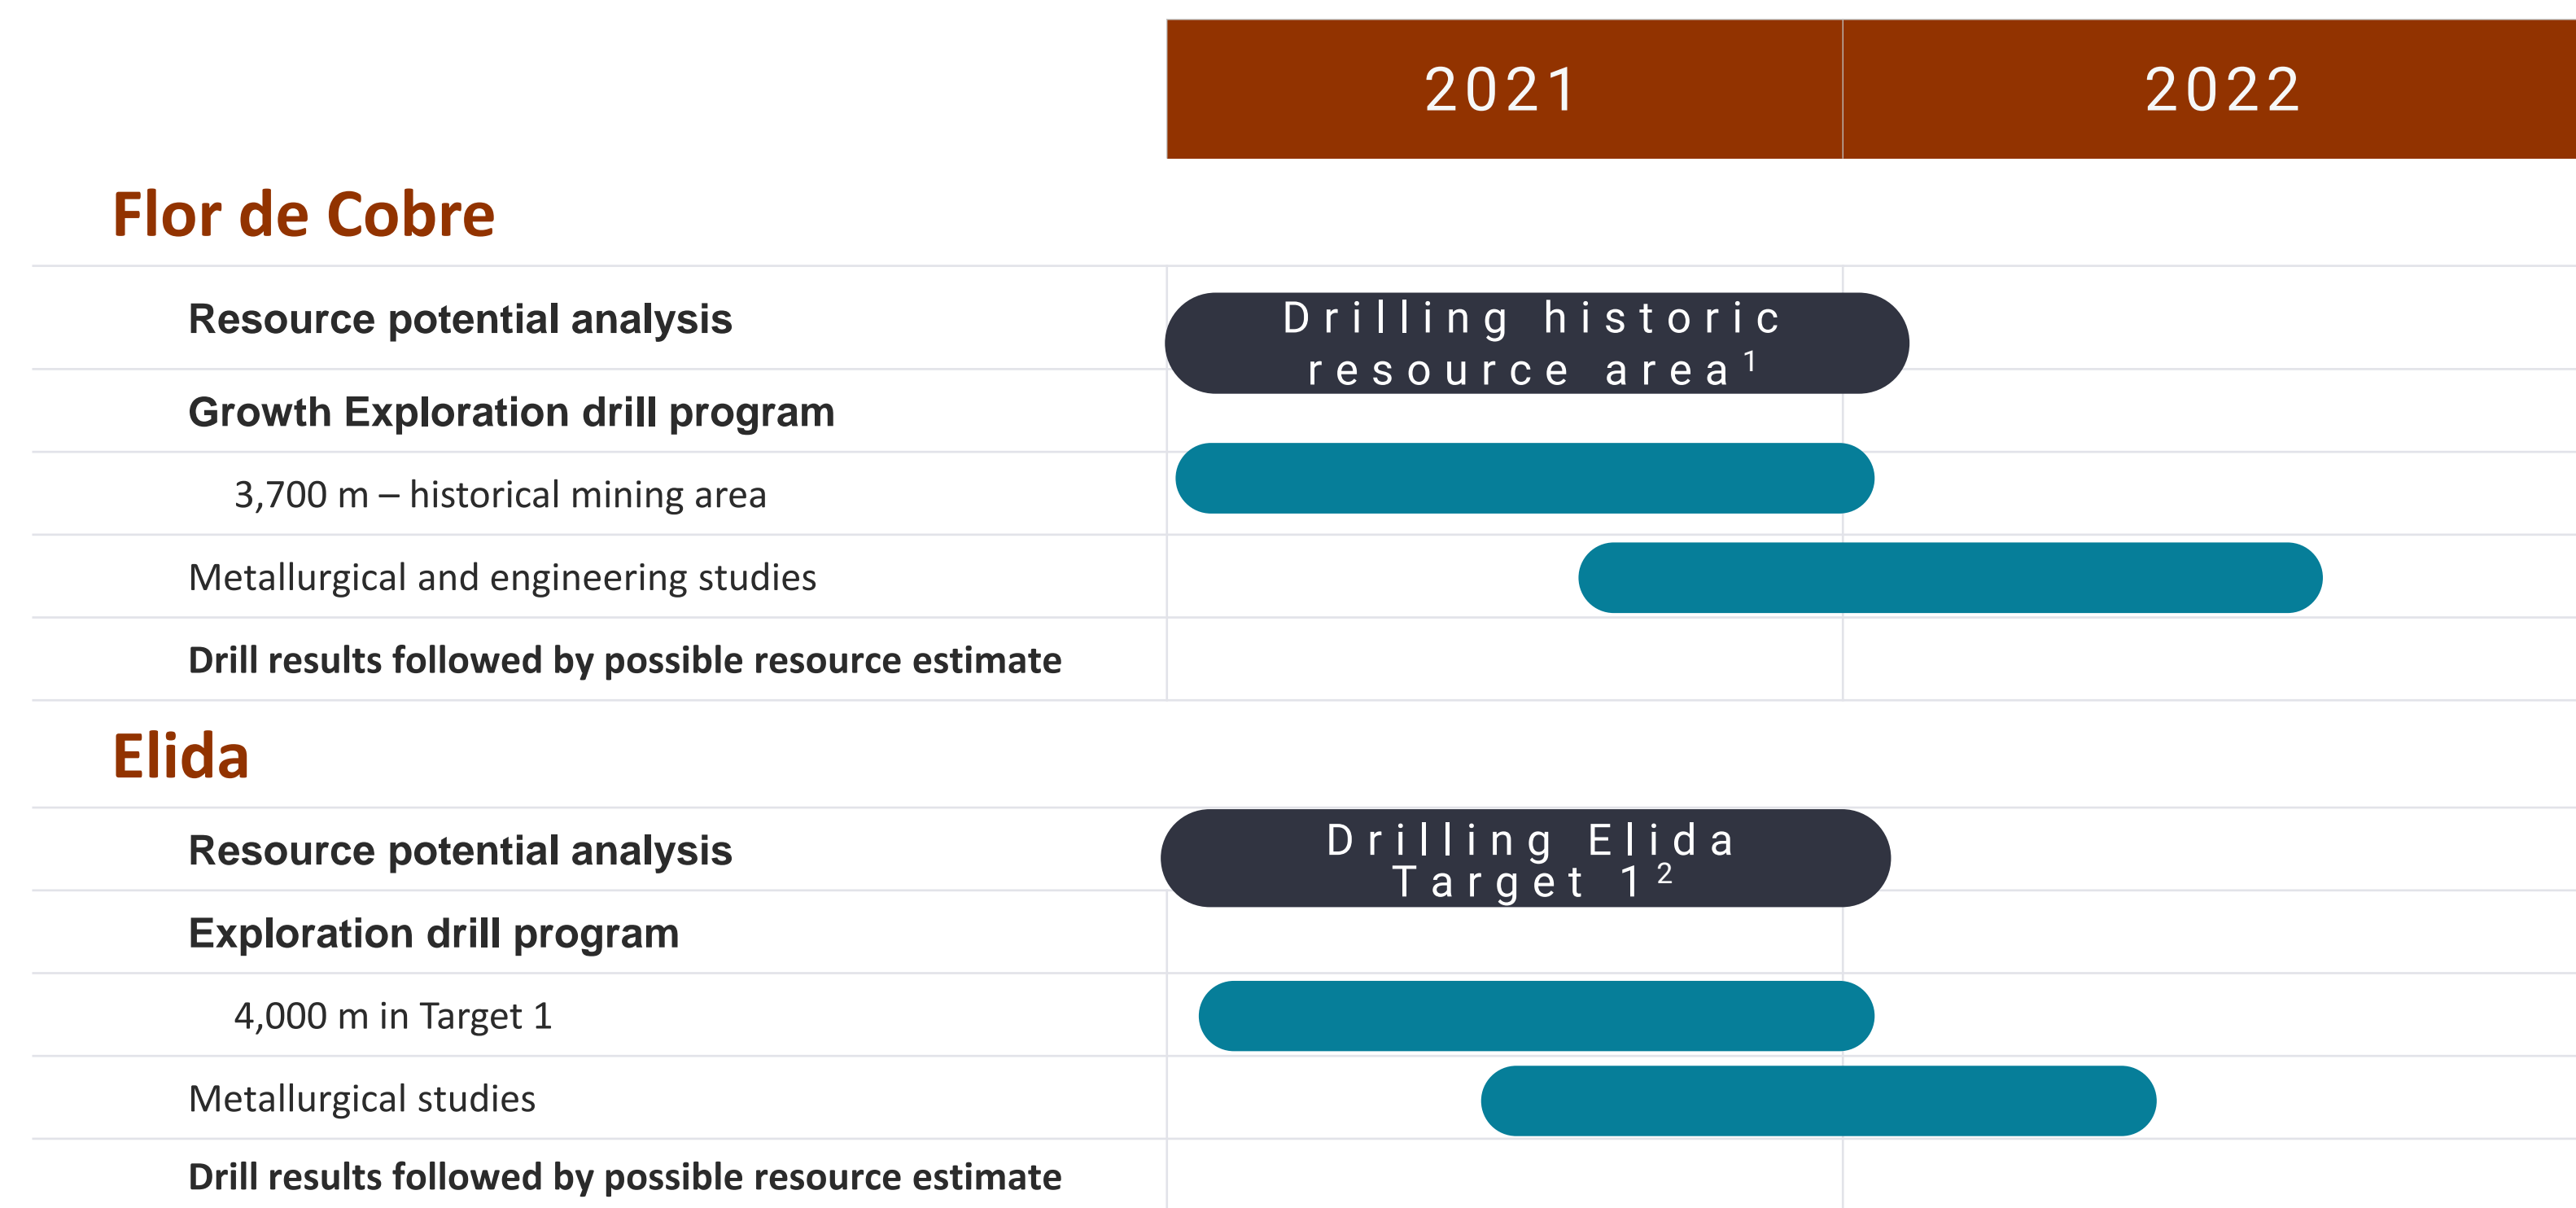 2021 2022
Flor de Cobre
Resource potential analysis
Drilling historic
resource area¹
Growth Exploration drill program
3,700 m – historical mining area
Metallurgical and engineering studies
Drill results followed by possible resource estimate
Elida
Resource potential analysis
Drilling Elida
Target 1²
Exploration drill program
4,000 m in Target 1
Metallurgical studies
Drill results followed by possible resource estimate